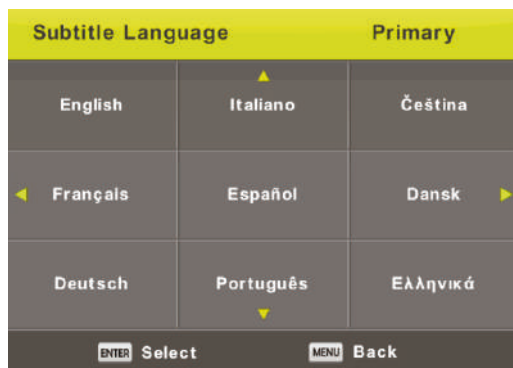 Subtitle Language Primary
English Italiano Čeština
Français Español Dansk
Deutsch Português Ελληνικά
ENTER Select MENU Back